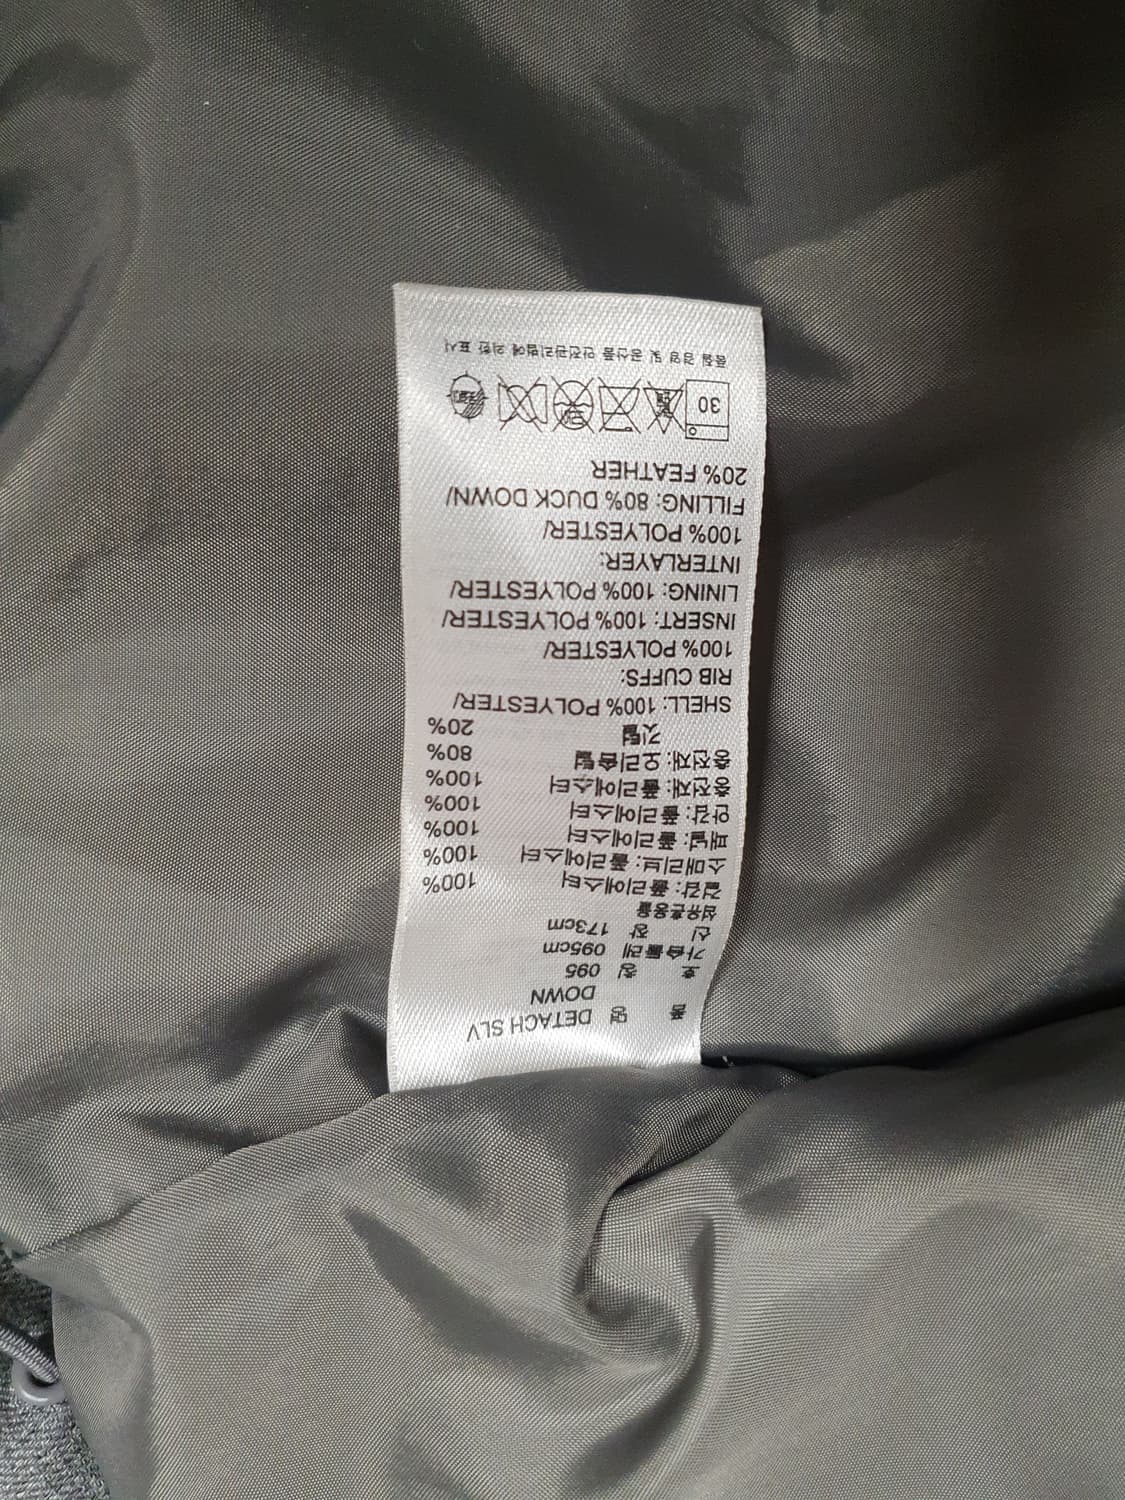 품 명 DETACH SLV
DOWN
호 칭 095
가슴둘레 095cm
신 장 173cm
섬유혼용율
겉감: 폴리에스터 100%
소매리브: 폴리에스터 100%
패널: 폴리에스터 100%
안감: 폴리에스터 100%
충전재: 폴리에스터 100%
충전재: 오리솜털 80%
깃털 20%
SHELL: 100% POLYESTER/
RIB CUFFS:
100% POLYESTER/
INSERT: 100% POLYESTER/
LINING: 100% POLYESTER/
INTERLAYER:
100% POLYESTER/
FILLING: 80% DUCK DOWN/
20% FEATHER
30
품질 경영 및 공산품 안전관리법에 의한 표시